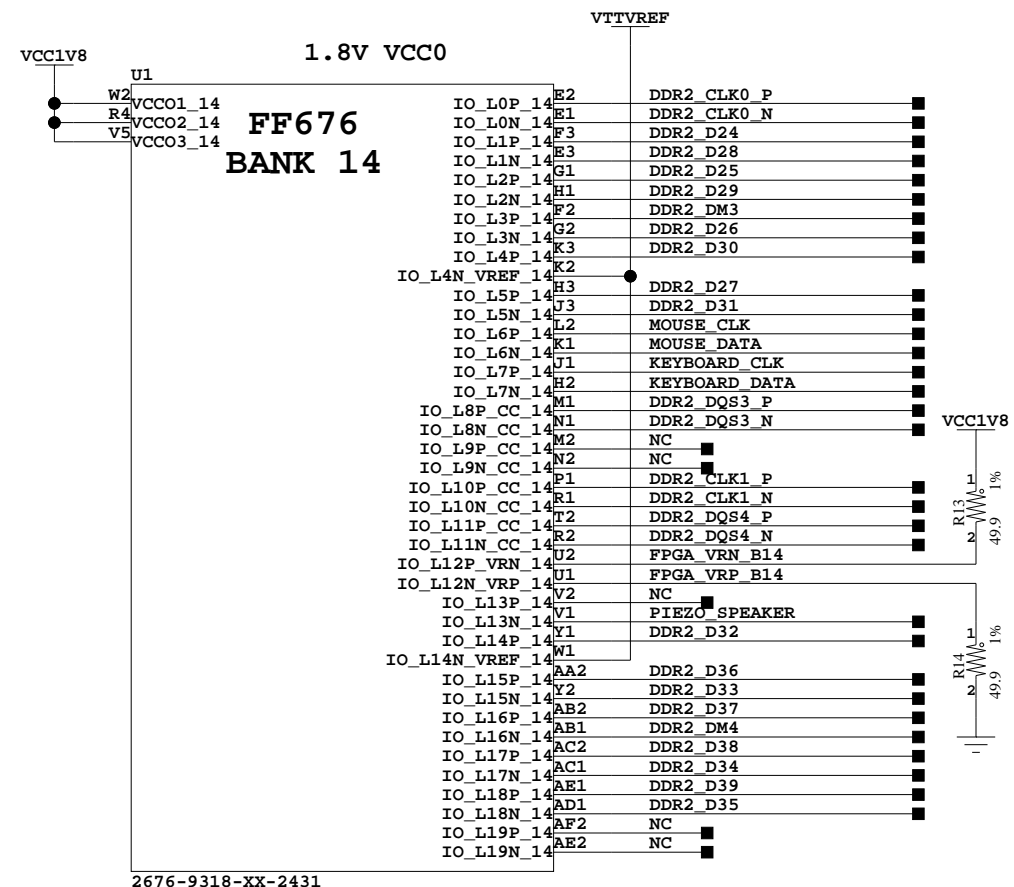 VTTVREF
VCC1V8
1.8V VCC0
U1
W2 VCCO1_14
R4 VCCO2_14
V5 VCCO3_14
FF676
BANK 14
IO_L0P_14 E2 DDR2_CLK0_P
IO_L0N_14 E1 DDR2_CLK0_N
IO_L1P_14 F3 DDR2_D24
IO_L1N_14 E3 DDR2_D28
IO_L2P_14 G1 DDR2_D25
IO_L2N_14 H1 DDR2_D29
IO_L3P_14 F2 DDR2_DM3
IO_L3N_14 G2 DDR2_D26
IO_L4P_14 K3 DDR2_D30
IO_L4N_VREF_14 K2
IO_L5P_14 H3 DDR2_D27
IO_L5N_14 J3 DDR2_D31
IO_L6P_14 L2 MOUSE_CLK
IO_L6N_14 K1 MOUSE_DATA
IO_L7P_14 J1 KEYBOARD_CLK
IO_L7N_14 H2 KEYBOARD_DATA
IO_L8P_CC_14 M1 DDR2_DQS3_P
IO_L8N_CC_14 N1 DDR2_DQS3_N
IO_L9P_CC_14 M2 NC
IO_L9N_CC_14 N2 NC
IO_L10P_CC_14 P1 DDR2_CLK1_P
IO_L10N_CC_14 R1 DDR2_CLK1_N
IO_L11P_CC_14 T2 DDR2_DQS4_P
IO_L11N_CC_14 R2 DDR2_DQS4_N
IO_L12P_VRN_14 U2 FPGA_VRN_B14
IO_L12N_VRP_14 U1 FPGA_VRP_B14
IO_L13P_14 V2 NC
IO_L13N_14 V1 PIEZO_SPEAKER
IO_L14P_14 Y1 DDR2_D32
IO_L14N_VREF_14 W1
IO_L15P_14 AA2 DDR2_D36
IO_L15N_14 Y2 DDR2_D33
IO_L16P_14 AB2 DDR2_D37
IO_L16N_14 AB1 DDR2_DM4
IO_L17P_14 AC2 DDR2_D38
IO_L17N_14 AC1 DDR2_D34
IO_L18P_14 AE1 DDR2_D39
IO_L18N_14 AD1 DDR2_D35
IO_L19P_14 AF2 NC
IO_L19N_14 AE2 NC
VCC1V8
1
R13
1%
49.9
2
1
R14
1%
49.9
2
2676-9318-XX-2431